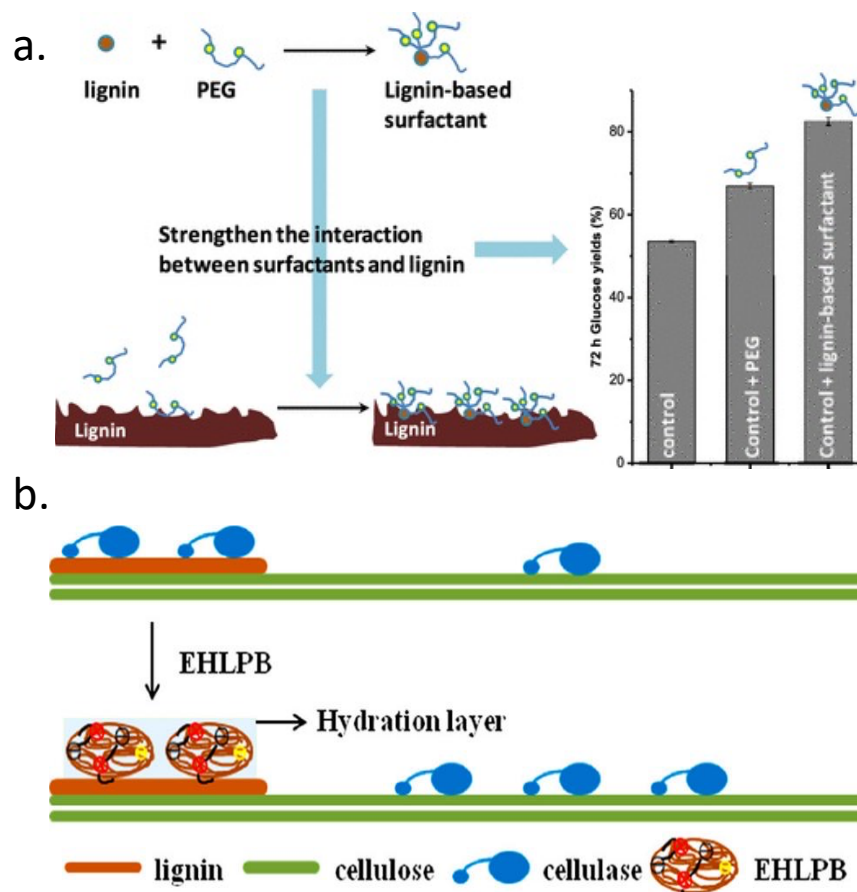 a.
lignin
+
PEG
Lignin-based
surfactant
Strengthen the interaction
between surfactants and lignin
Lignin
Lignin
72 h Glucose yields (%)
80
60
40
20
0
control
Control + PEG
Control + lignin-based surfactant
b.
EHLPB
Hydration layer
lignin
cellulose
cellulase
EHLPB